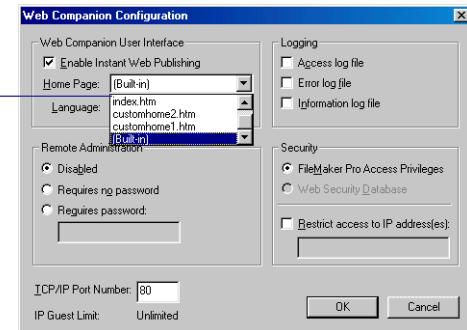 Web Companion Configuration
Web Companion User Interface
Enable Instant Web Publishing
Home Page: (Built-in)
Language:
index.htm
customhome2.htm
customhome1.htm
(Built-in)
Logging
Access log file
Error log file
Information log file
Remote Administration
Disabled
Requires no password
Requires password:
Security
FileMaker Pro Access Privileges
Web Security Database
Restrict access to IP address(es):
TCP/IP Port Number: 80
IP Guest Limit: Unlimited
OK
Cancel